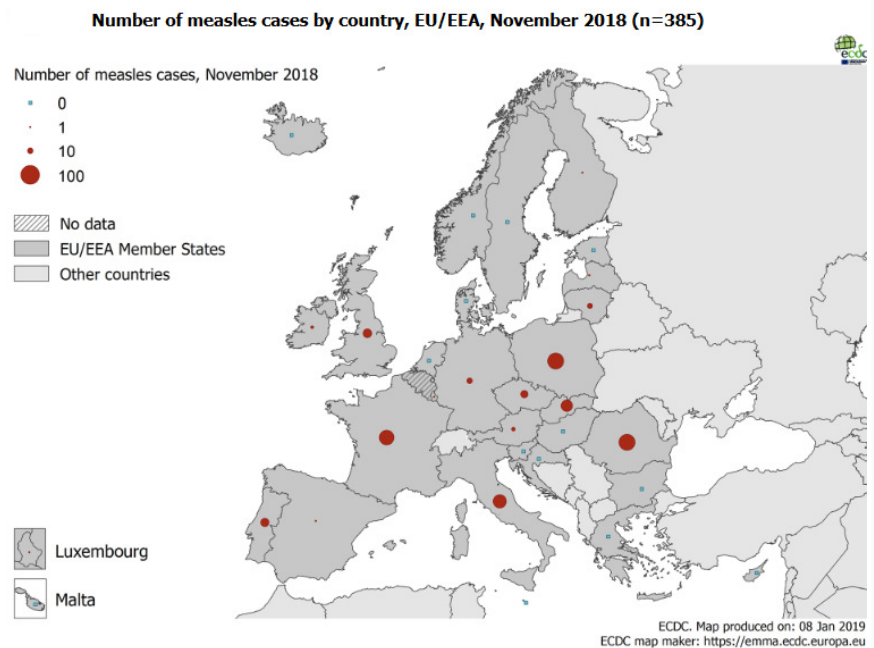 Number of measles cases by country, EU/EEA, November 2018 (n=385)
ecdc
Number of measles cases, November 2018
0
1
10
100
No data
EU/EEA Member States
Other countries
Luxembourg
Malta
ECDC. Map produced on: 08 Jan 2019
ECDC map maker: https://emma.ecdc.europa.eu